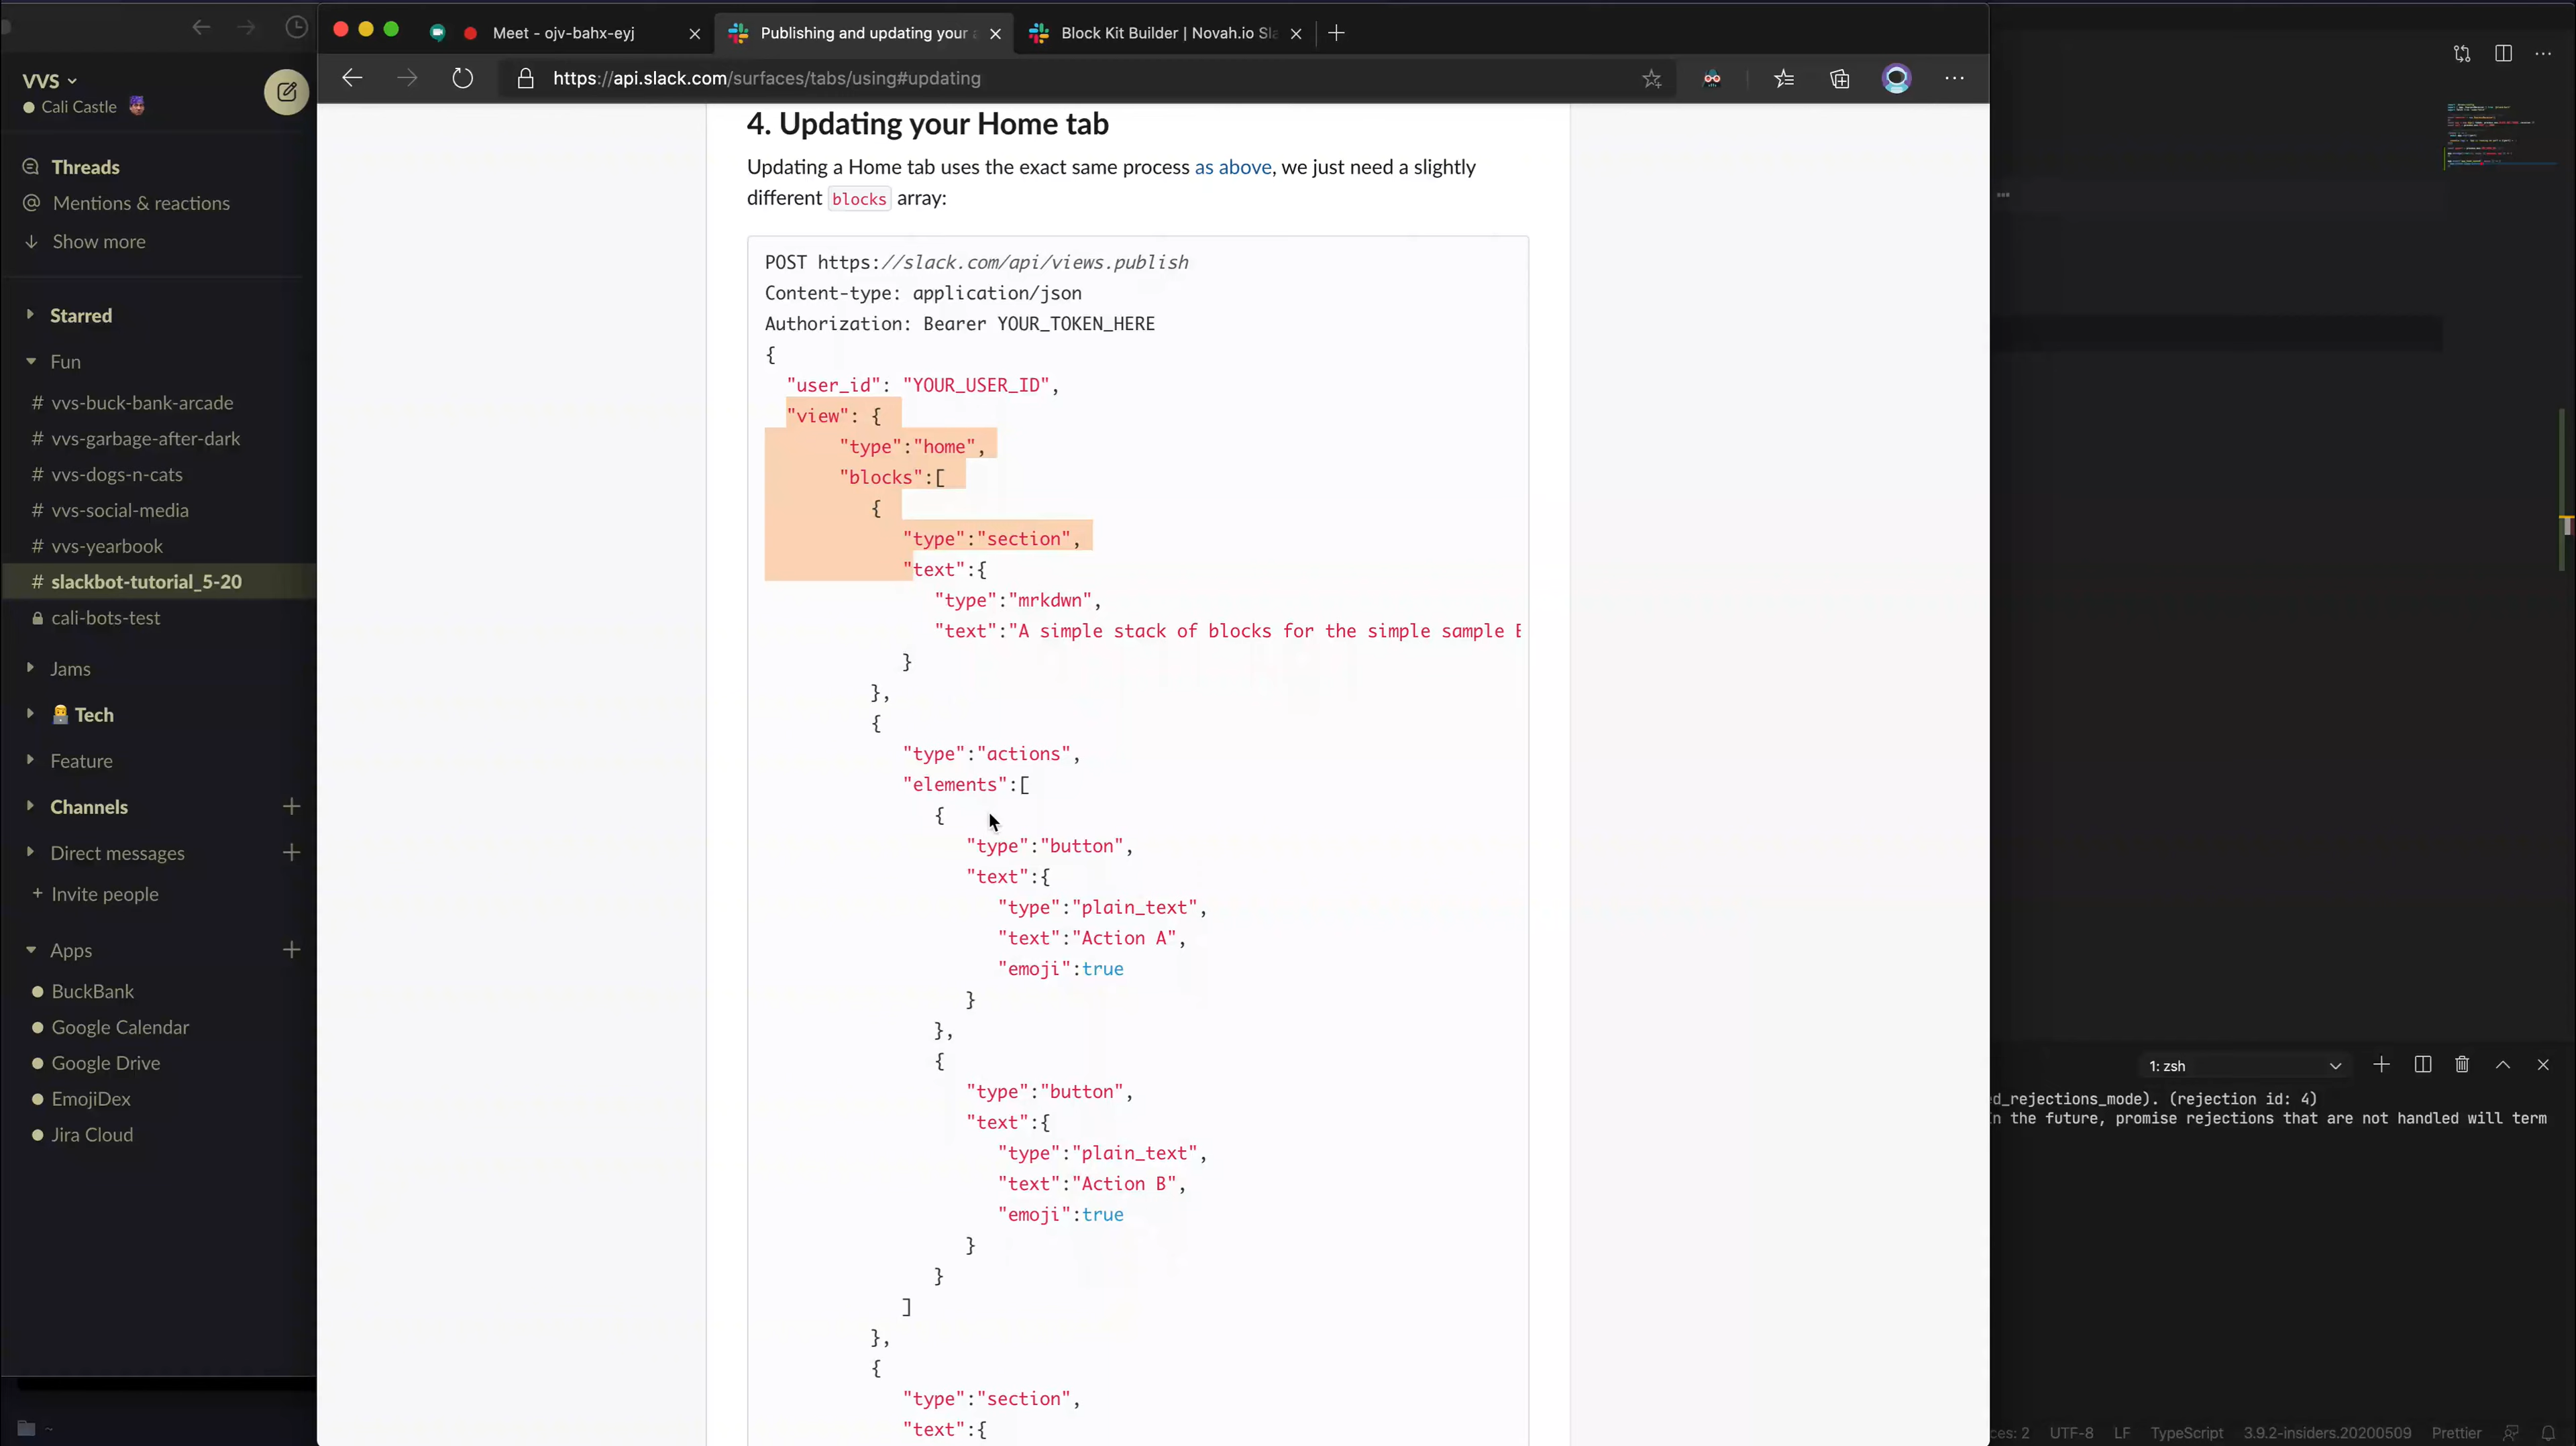 VVS
Cali Castle
Threads
Mentions & reactions
Show more
Starred
Fun
# vvs-buck-bank-arcade
# vvs-garbage-after-dark
# vvs-dogs-n-cats
# vvs-social-media
# vvs-yearbook
# slackbot-tutorial_5-20
cali-bots-test
Jams
Tech
Feature
Channels +
Direct messages +
+ Invite people
Apps +
BuckBank
Google Calendar
Google Drive
EmojiDex
Jira Cloud
~
Meet - ojv-bahx-eyj
Publishing and updating your
Block Kit Builder | Novah.io
https://api.slack.com/surfaces/tabs/using#updating
4. Updating your Home tab
Updating a Home tab uses the exact same process as above, we just need a slightly
different blocks array:
POST https://slack.com/api/views.publish
Content-type: application/json
Authorization: Bearer YOUR_TOKEN_HERE
{
"user_id": "YOUR_USER_ID",
"view": {
"type":"home",
"blocks":[
{
"type":"section",
"text":{
"type":"mrkdwn",
"text":"A simple stack of blocks for the simple sample
}
},
{
"type":"actions",
"elements":[
{
"type":"button",
"text":{
"type":"plain_text",
"text":"Action A",
"emoji":true
}
},
{
"type":"button",
"text":{
"type":"plain_text",
"text":"Action B",
"emoji":true
}
}
]
},
{
"type":"section",
"text":{
1: zsh
ed_rejections_mode). (rejection id: 4)
n the future, promise rejections that are not handled will term
ces: 2 UTF-8 LF TypeScript 3.9.2-insiders.20200509 Prettier